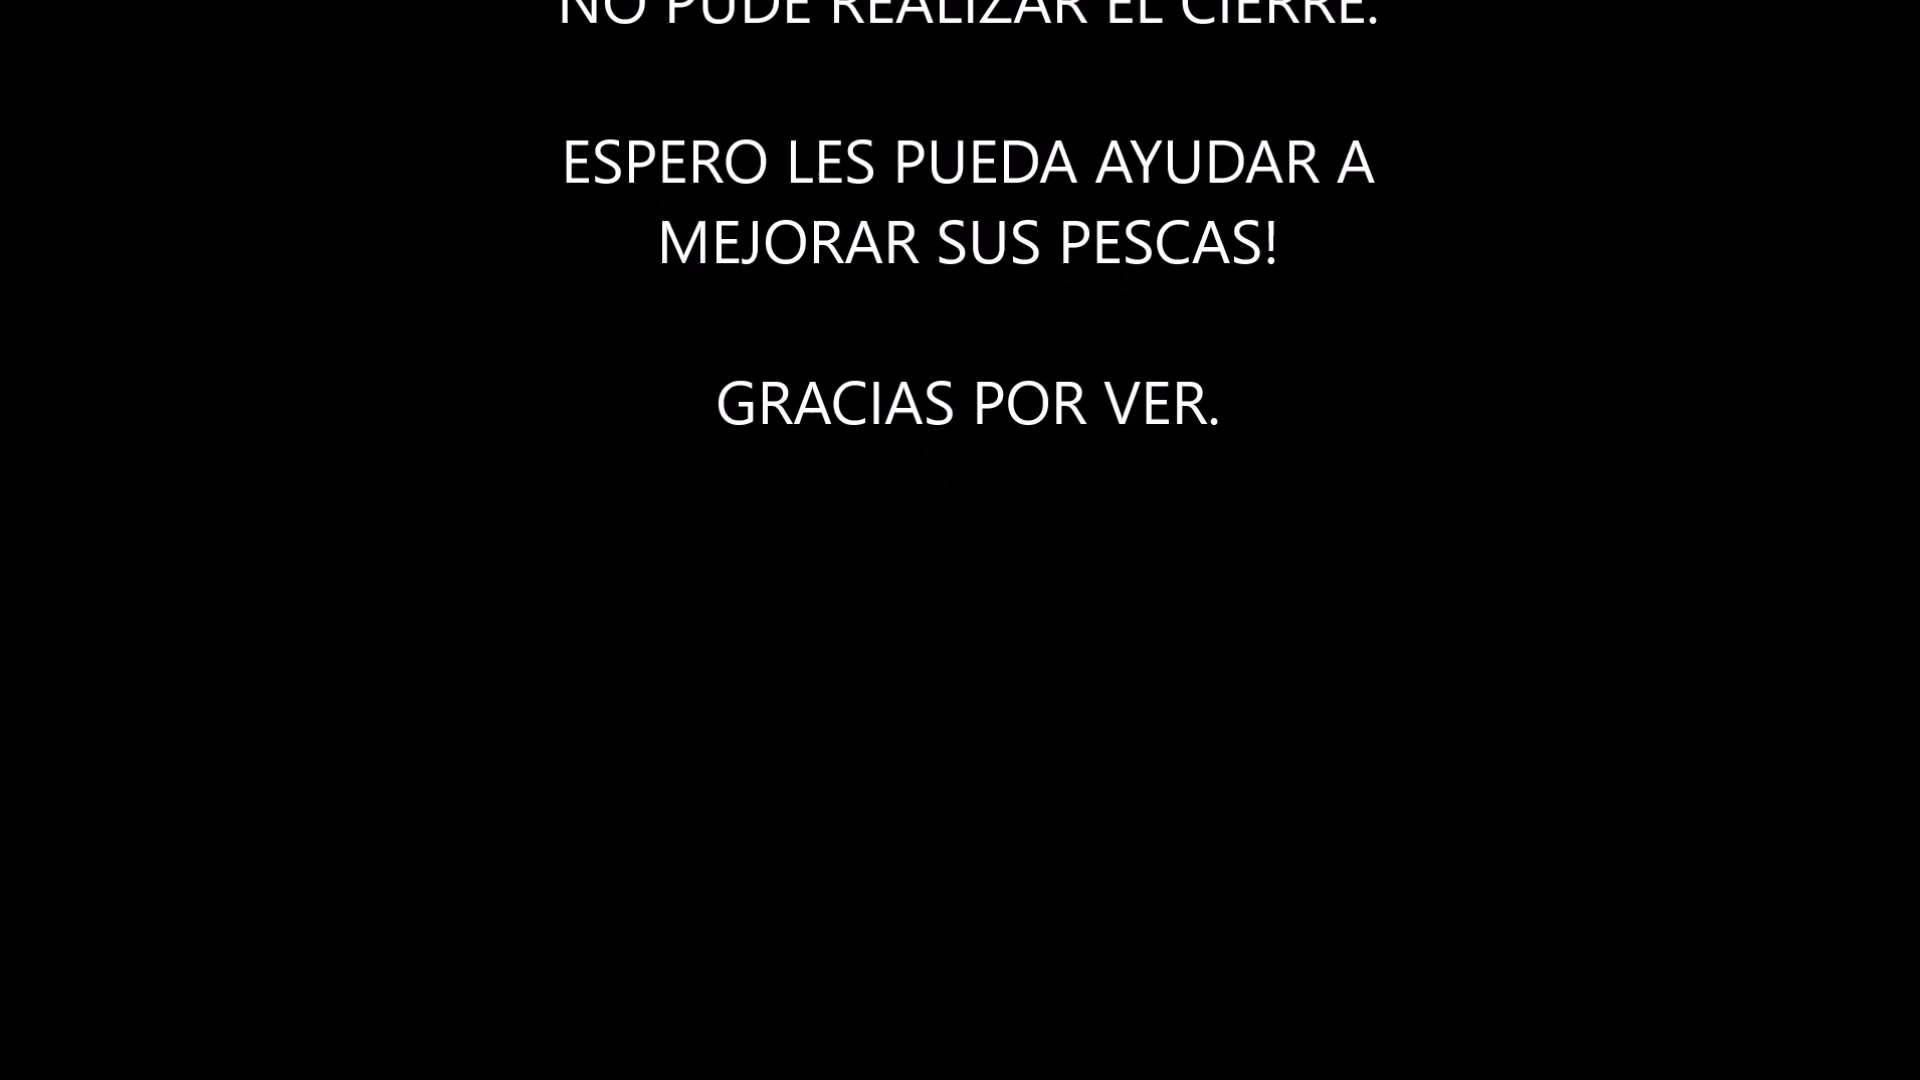 NO PUDE REALIZAR EL CIERRE.
ESPERO LES PUEDA AYUDAR A
MEJORAR SUS PESCAS!
GRACIAS POR VER.